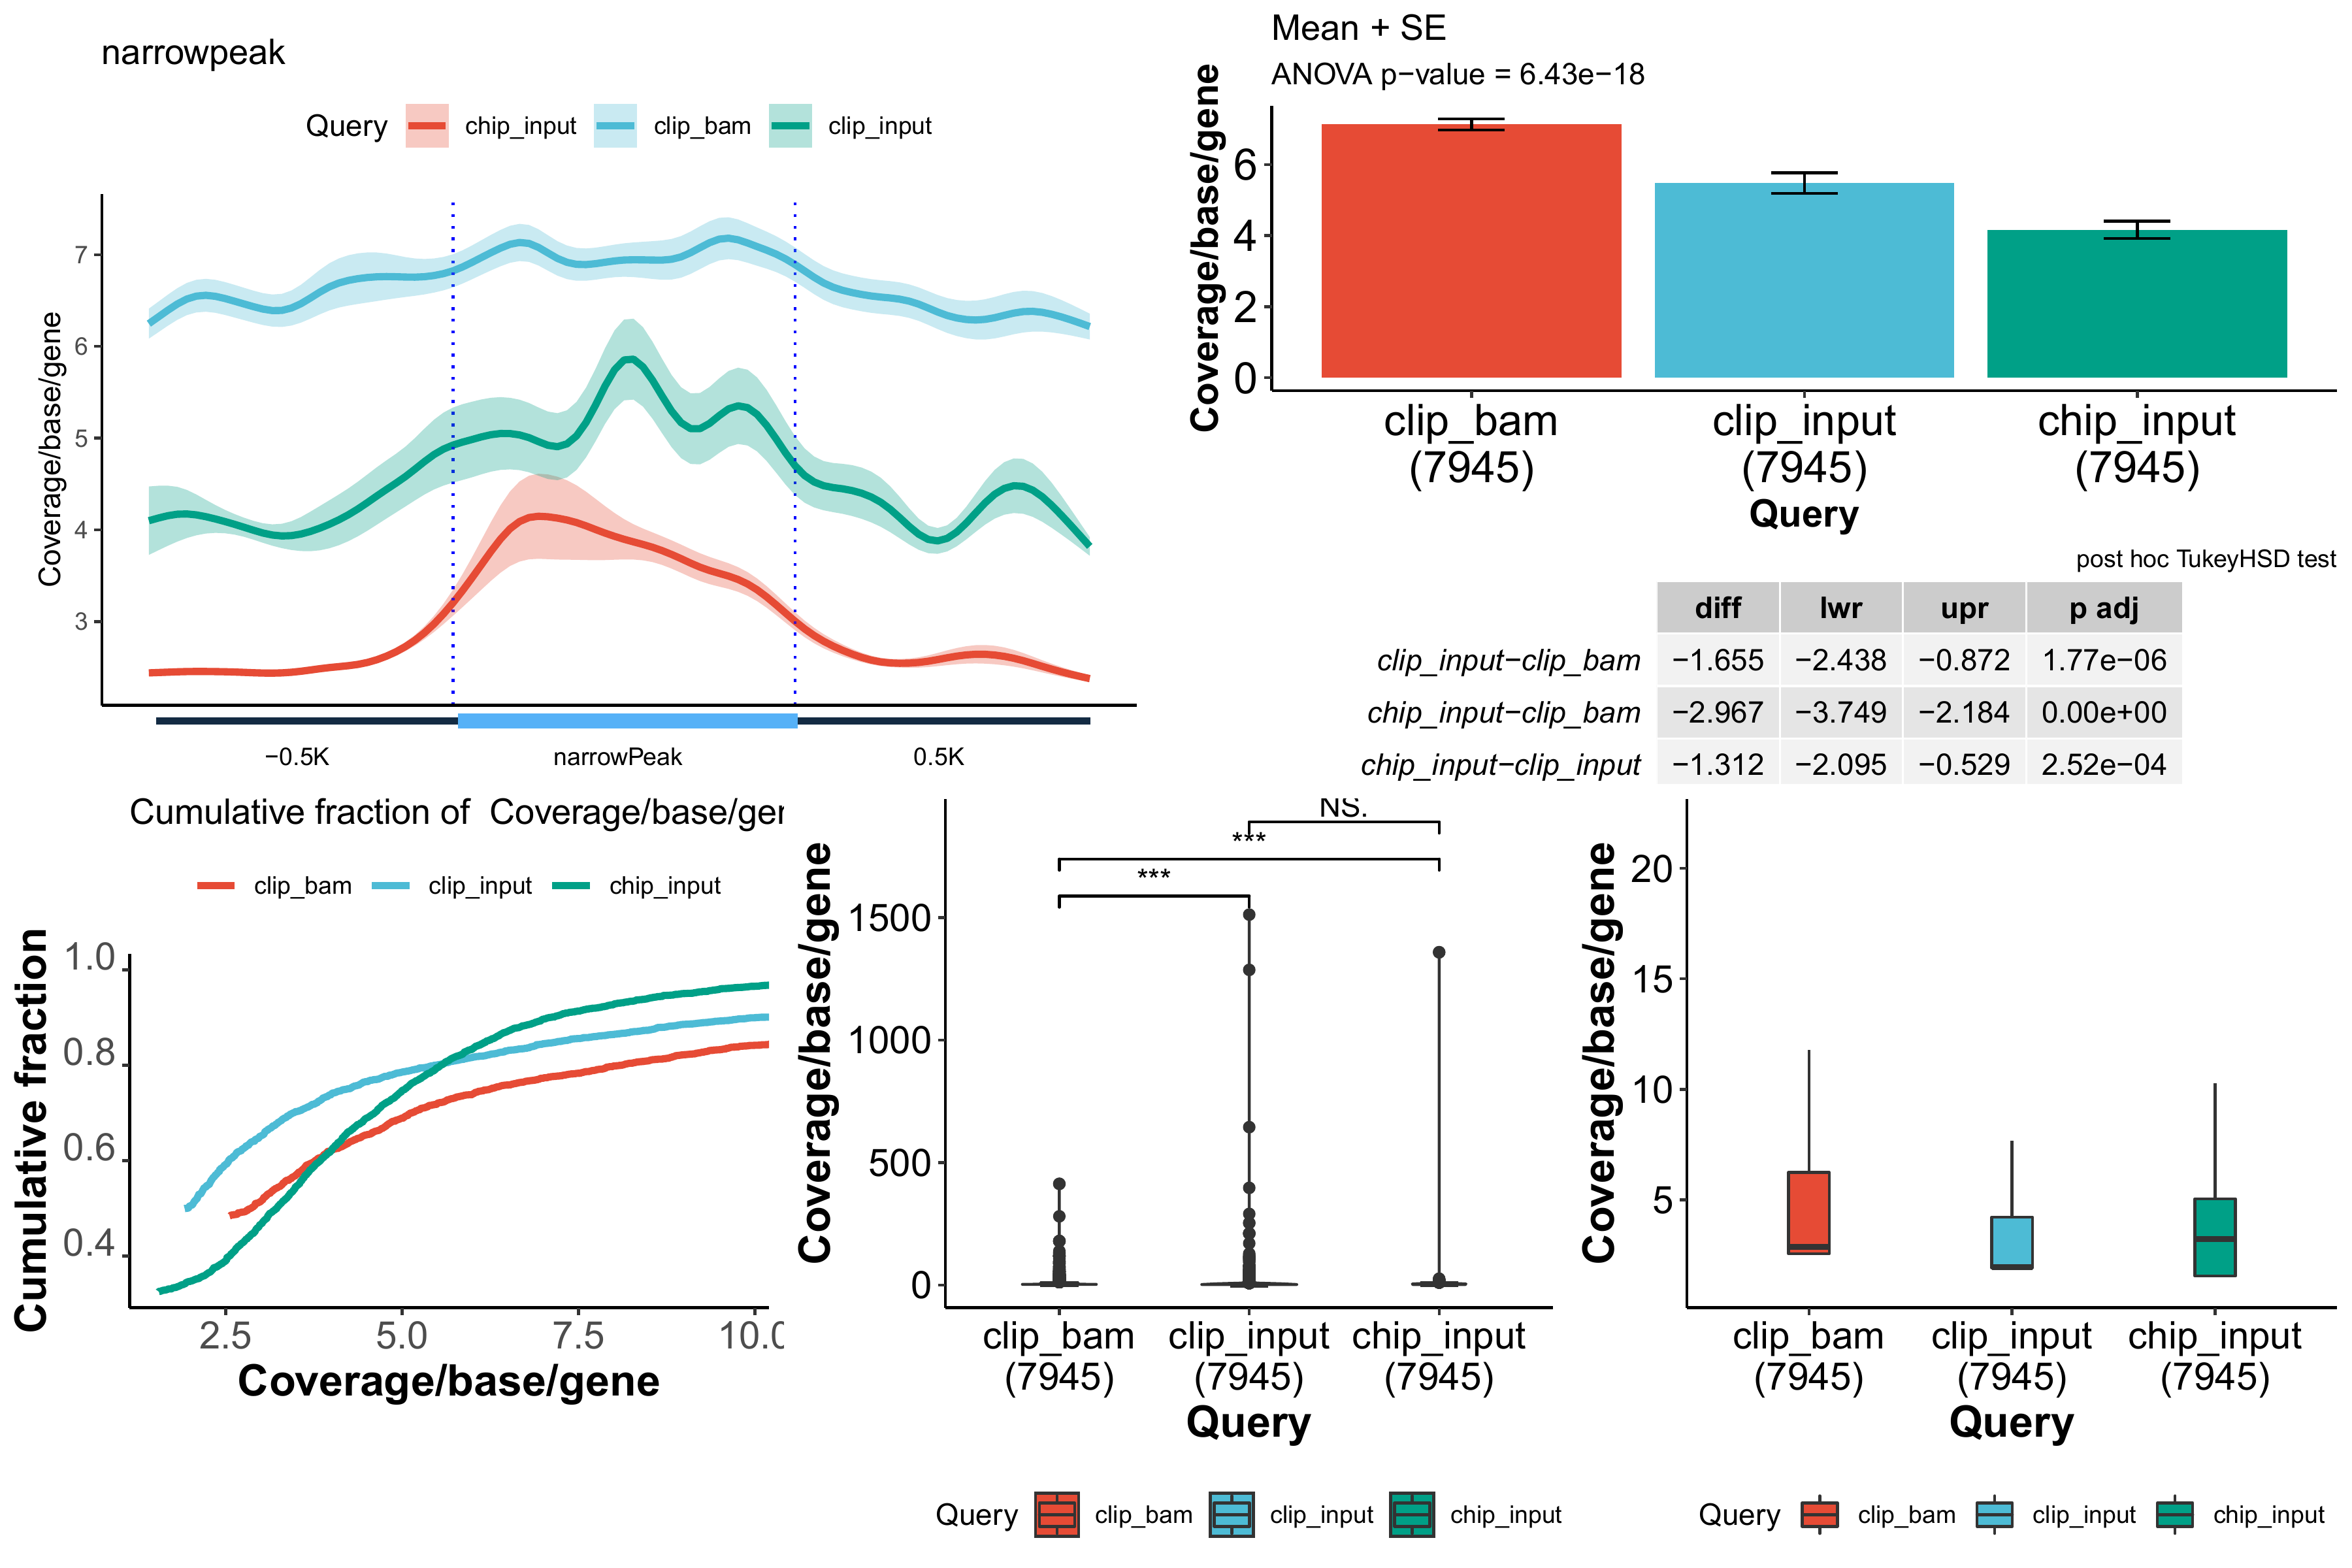 narrowpeak
Query chip_input clip_bam clip_input
Coverage/base/gene
7
6
5
4
3
−0.5K narrowPeak 0.5K
Mean + SE
ANOVA p−value = 6.43e−18
Coverage/base/gene
6
4
2
0
clip_bam clip_input chip_input
(7945) (7945) (7945)
Query
post hoc TukeyHSD test
diff lwr upr p adj
clip_input−clip_bam −1.655 −2.438 −0.872 1.77e−06
chip_input−clip_bam −2.967 −3.749 −2.184 0.00e+00
chip_input−clip_input −1.312 −2.095 −0.529 2.52e−04
Cumulative fraction of Coverage/base/ger
clip_bam clip_input chip_input
Cumulative fraction
1.0
0.8
0.6
0.4
2.5 5.0 7.5 10.0
Coverage/base/gene
NS.
***
***
Coverage/base/gene
1500
1000
500
0
clip_bam clip_input chip_input
(7945) (7945) (7945)
Query
Query clip_bam clip_input chip_input
Coverage/base/gene
20
15
10
5
clip_bam clip_input chip_input
(7945) (7945) (7945)
Query
Query clip_bam clip_input chip_input